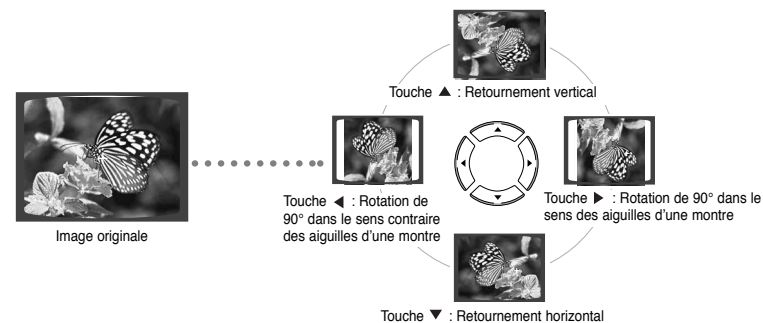 Touche ▲ : Retournement vertical
Image originale
Touche ◀ : Rotation de
90° dans le sens contraire
des aiguilles d'une montre
Touche ▶ : Rotation de 90° dans le
sens des aiguilles d'une montre
Touche ▼ : Retournement horizontal